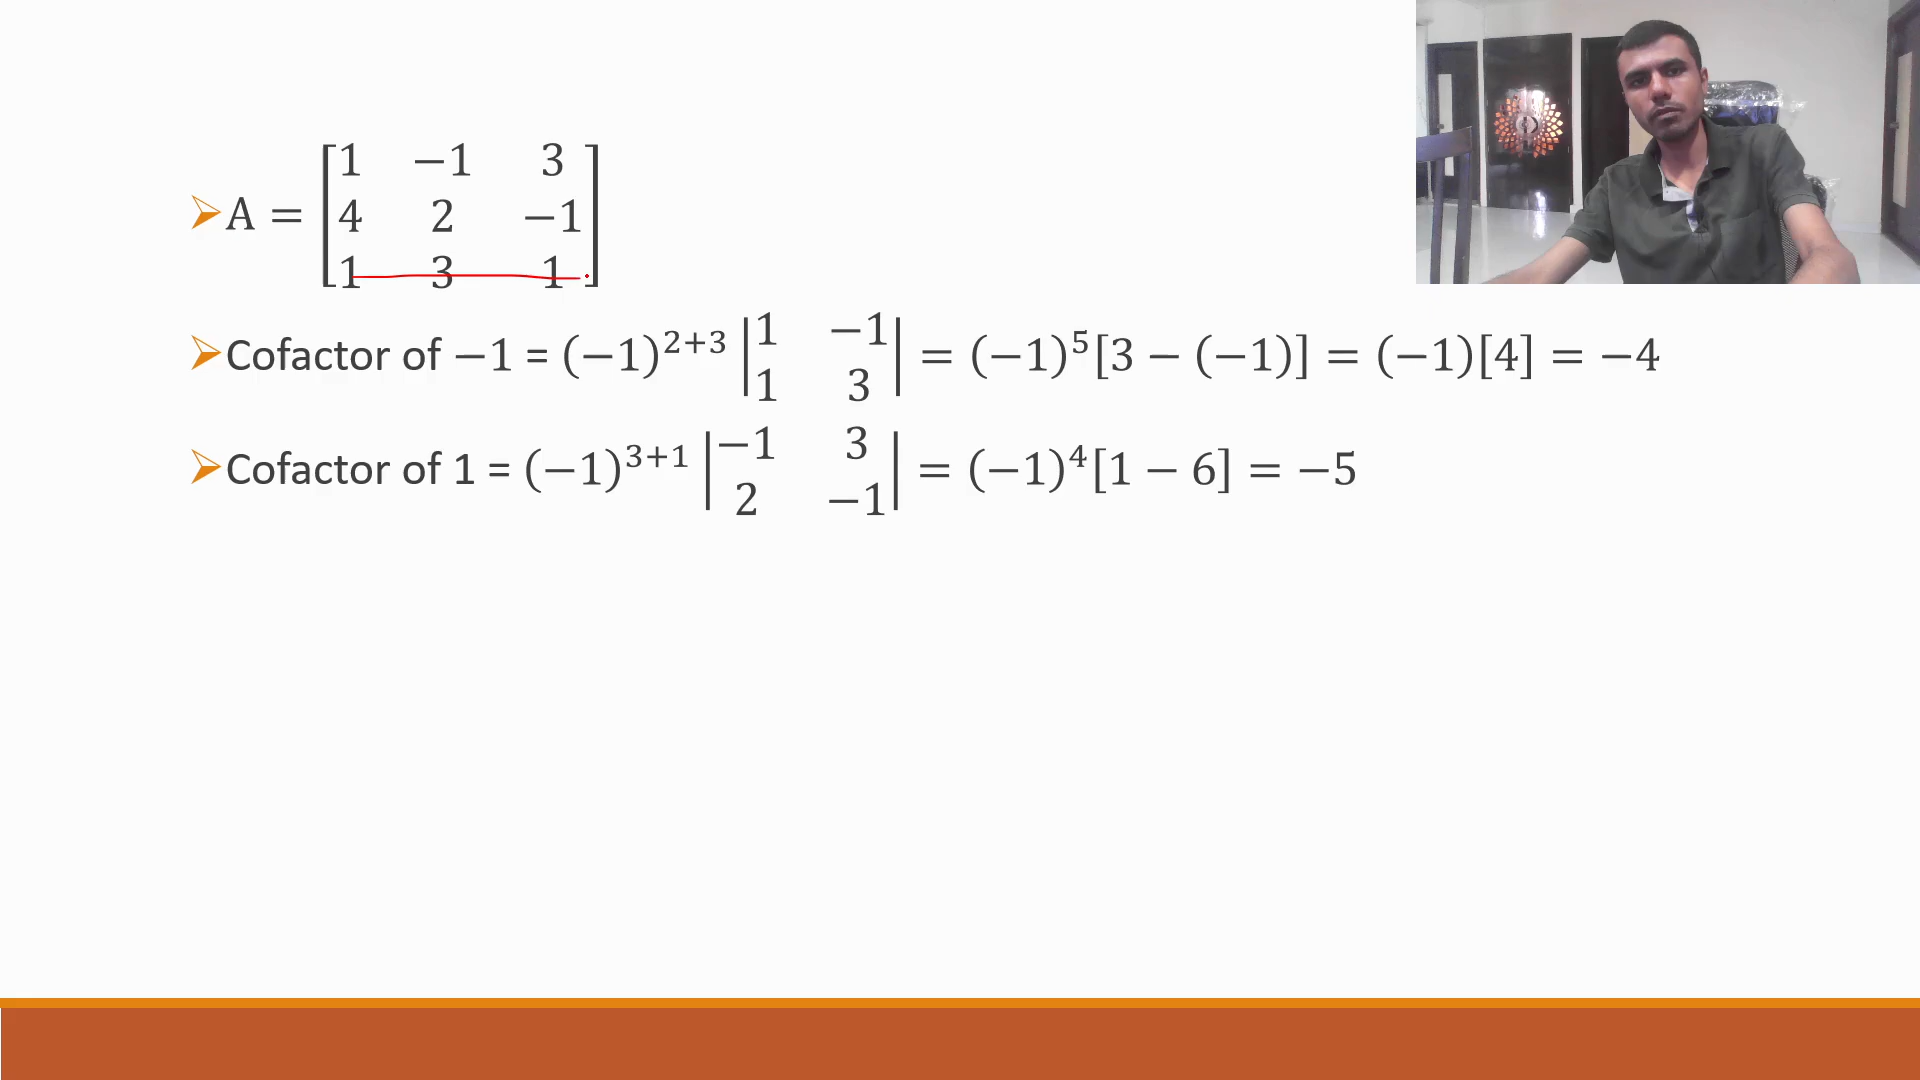 A = [1 −1 3
4 2 −1
1 3 1]
Cofactor of −1 = (−1)^{2+3} |1 −1
1 3| = (−1)^5[3 − (−1)] = (−1)[4] = −4
Cofactor of 1 = (−1)^{3+1} |−1 3
2 −1| = (−1)^4[1 − 6] = −5